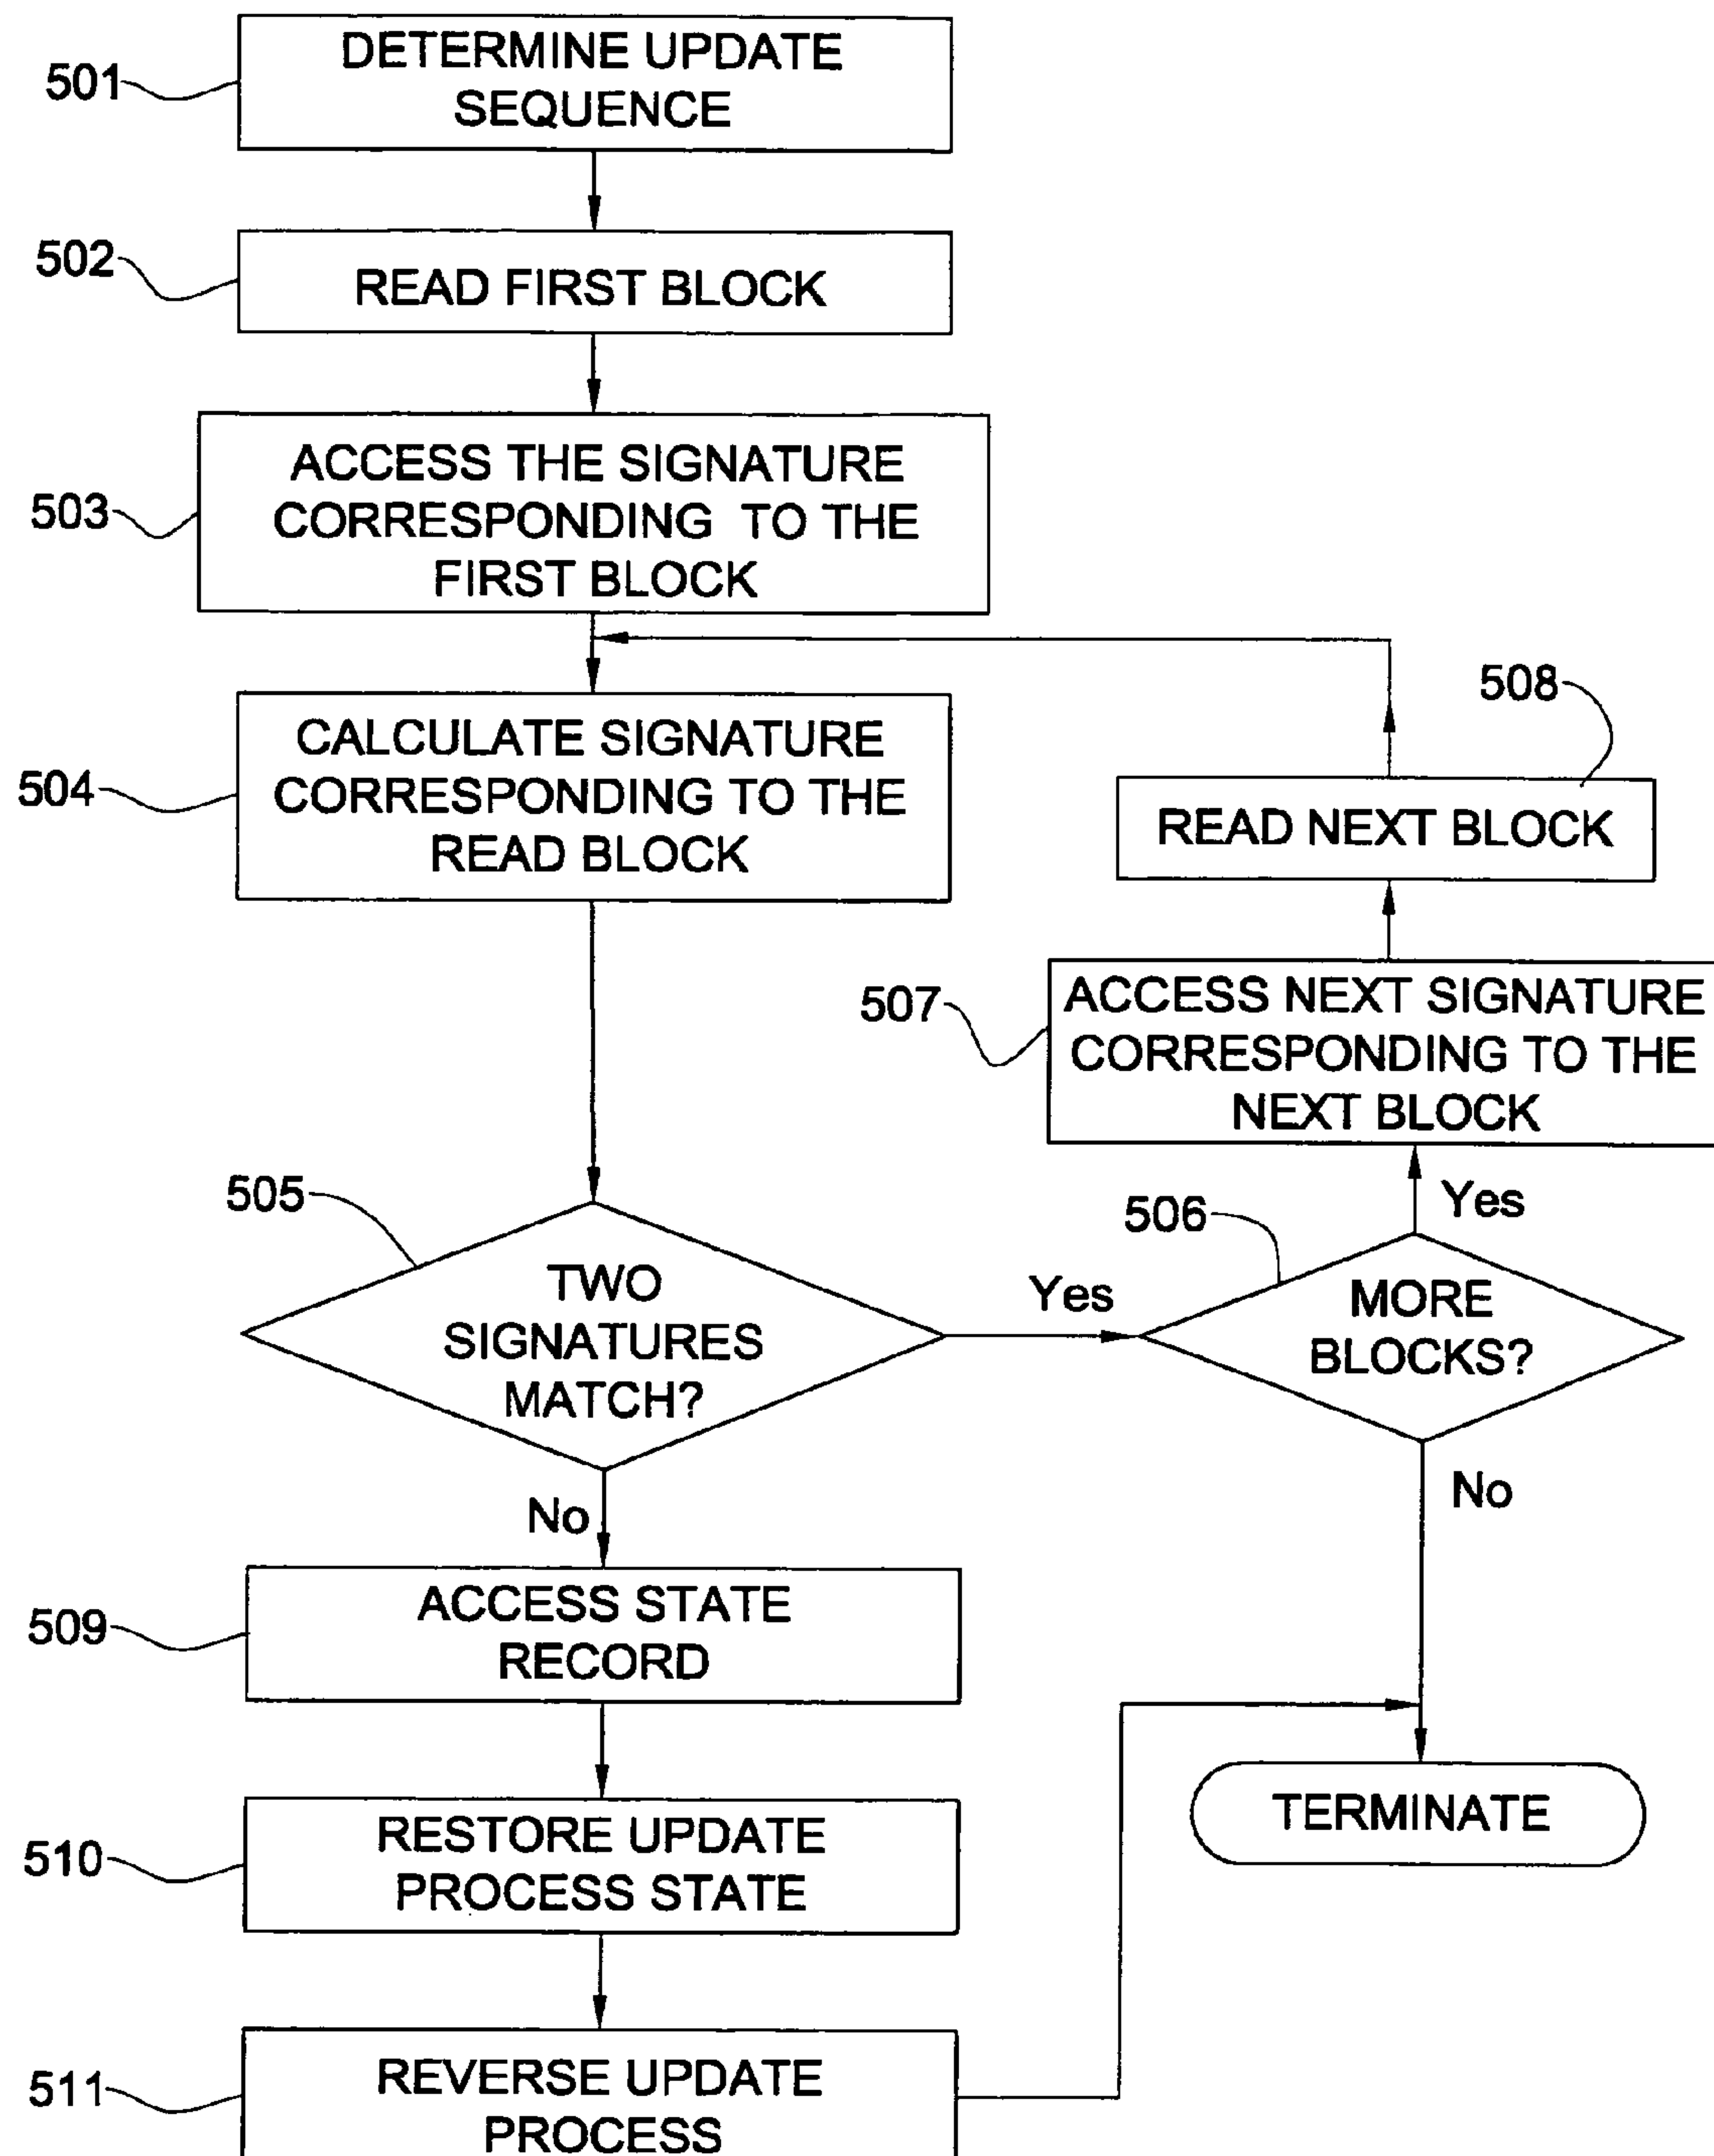 501
DETERMINE UPDATE
SEQUENCE
502
READ FIRST BLOCK
503
ACCESS THE SIGNATURE
CORRESPONDING TO THE
FIRST BLOCK
504
CALCULATE SIGNATURE
CORRESPONDING TO THE
READ BLOCK
508
READ NEXT BLOCK
507
ACCESS NEXT SIGNATURE
CORRESPONDING TO THE
NEXT BLOCK
505
TWO
SIGNATURES
MATCH?
Yes
506
MORE
BLOCKS?
Yes
No
No
509
ACCESS STATE
RECORD
510
RESTORE UPDATE
PROCESS STATE
TERMINATE
511
REVERSE UPDATE
PROCESS